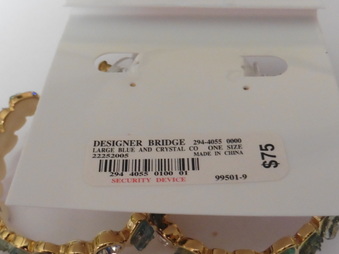 DESIGNER BRIDGE 294-4055 0000
LARGE BLUE AND CRYSTAL CO ONE SIZE
22252005 MADE IN CHINA
294 4055 0100 01
SECURITY DEVICE 99501-9
$75